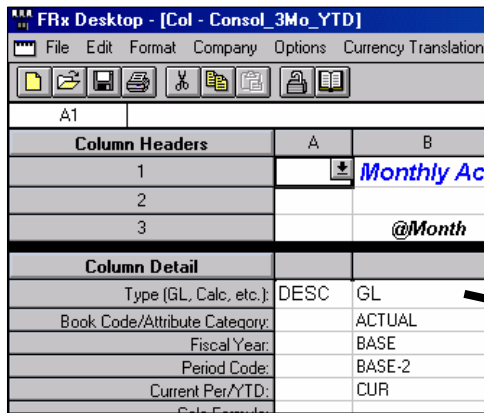 FRx Desktop - [Col - Consol_3Mo_YTD]
File Edit Format Company Options Currency Translation
A1
Column Headers A B
1 Monthly Ac
2
3 @Month
Column Detail
Type (GL, Calc, etc.): DESC GL
Book Code/Attribute Category: ACTUAL
Fiscal Year: BASE
Period Code: BASE-2
Current Per/YTD: CUR